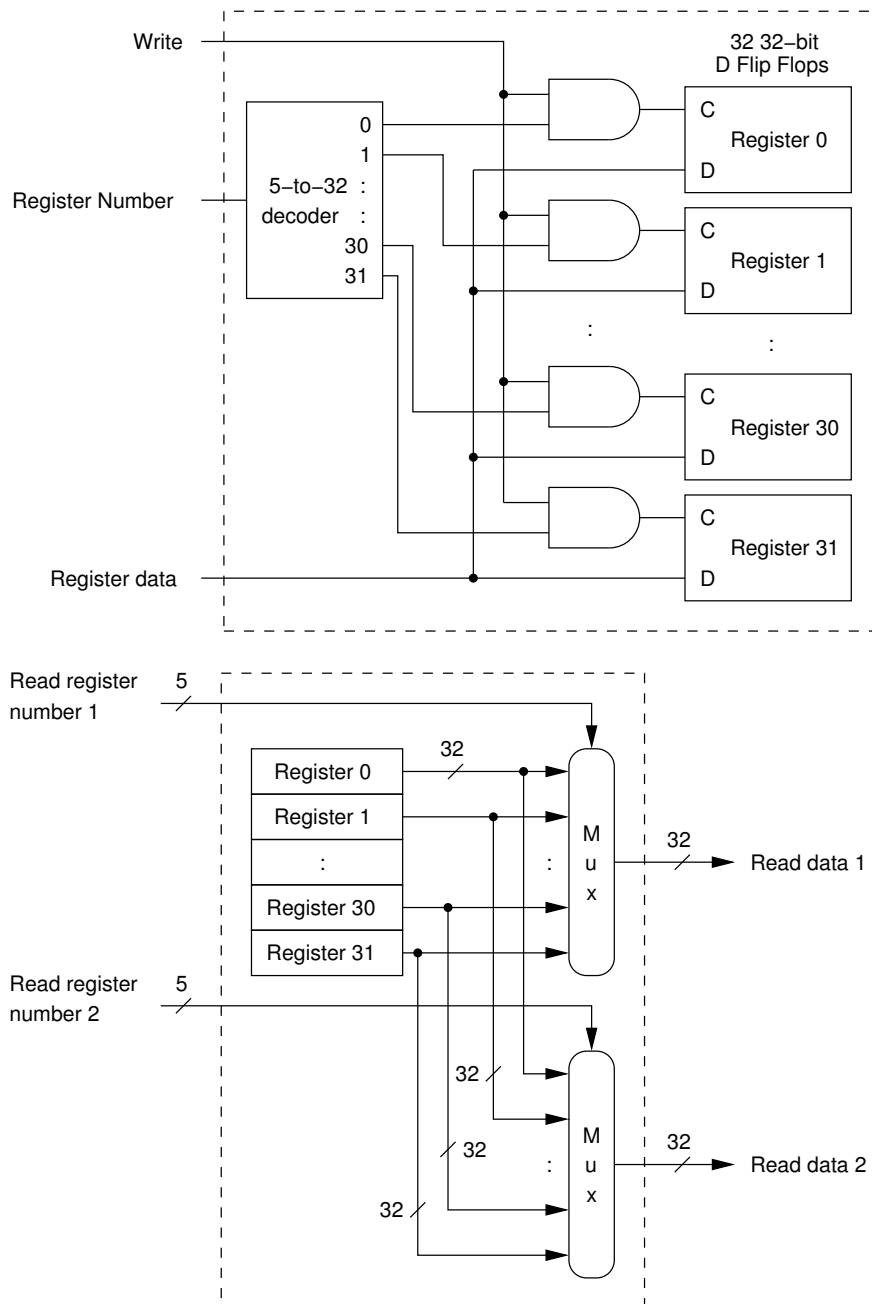 Write
32 32−bit
D Flip Flops
0
C
1
Register 0
5−to−32 :
D
Register Number
decoder :
30
C
31
Register 1
D
:
:
C
Register 30
D
C
Register 31
Register data
D
Read register
number 1
5
32
Register 0
Register 1
:
Register 30
Register 31
:
M
u
x
32
Read data 1
Read register
number 2
5
32
32
32
:
M
u
x
32
Read data 2